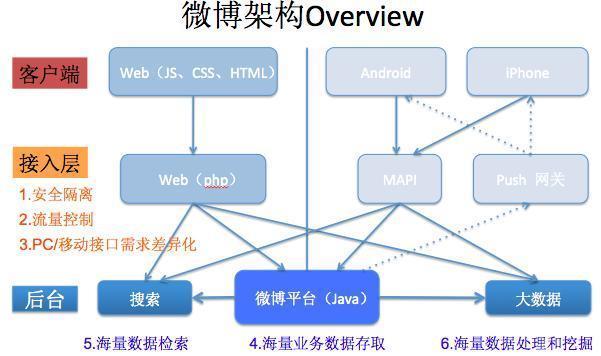 微博架构Overview
客户端
Web（JS、CSS、HTML）
Android
iPhone
接入层
Web（php）
MAPI
Push 网关
1.安全隔离
2.流量控制
3.PC/移动接口需求差异化
后台
搜索
微博平台（Java）
大数据
5.海量数据检索
4.海量业务数据存取
6.海量数据处理和挖掘